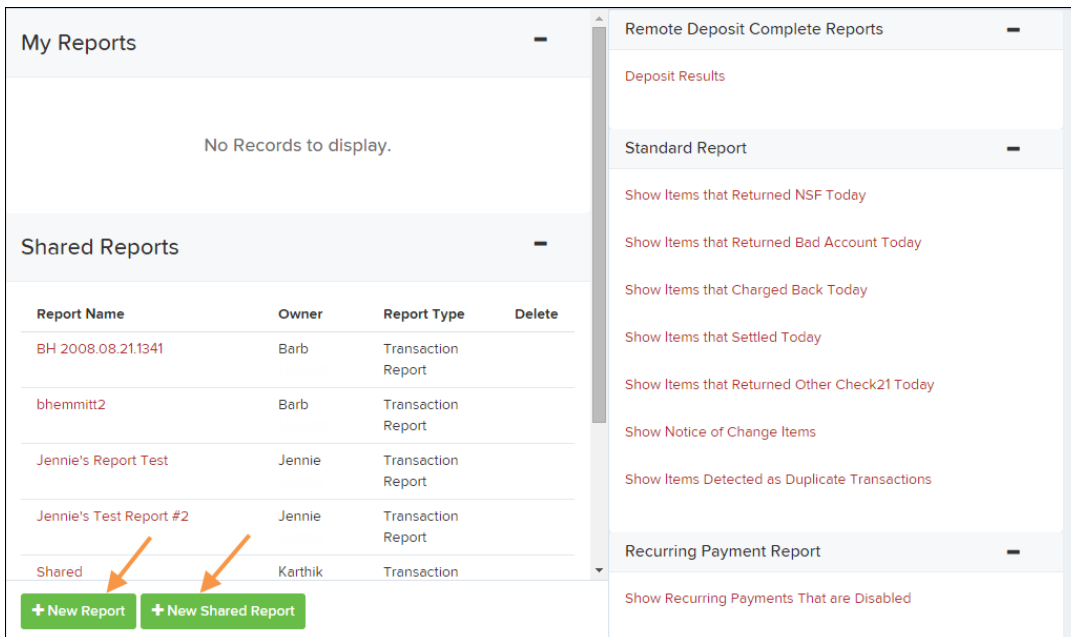 My Reports
No Records to display.
Shared Reports
Report Name Owner Report Type Delete
BH 2008.08.21.1341 Barb Transaction
Report
bhemmitt2 Barb Transaction
Report
Jennie's Report Test Jennie Transaction
Report
Jennie's Test Report #2 Jennie Transaction
Report
Shared Karthik Transaction
+ New Report + New Shared Report
Remote Deposit Complete Reports
Deposit Results
Standard Report
Show Items that Returned NSF Today
Show Items that Returned Bad Account Today
Show Items that Charged Back Today
Show Items that Settled Today
Show Items that Returned Other Check21 Today
Show Notice of Change Items
Show Items Detected as Duplicate Transactions
Recurring Payment Report
Show Recurring Payments That are Disabled